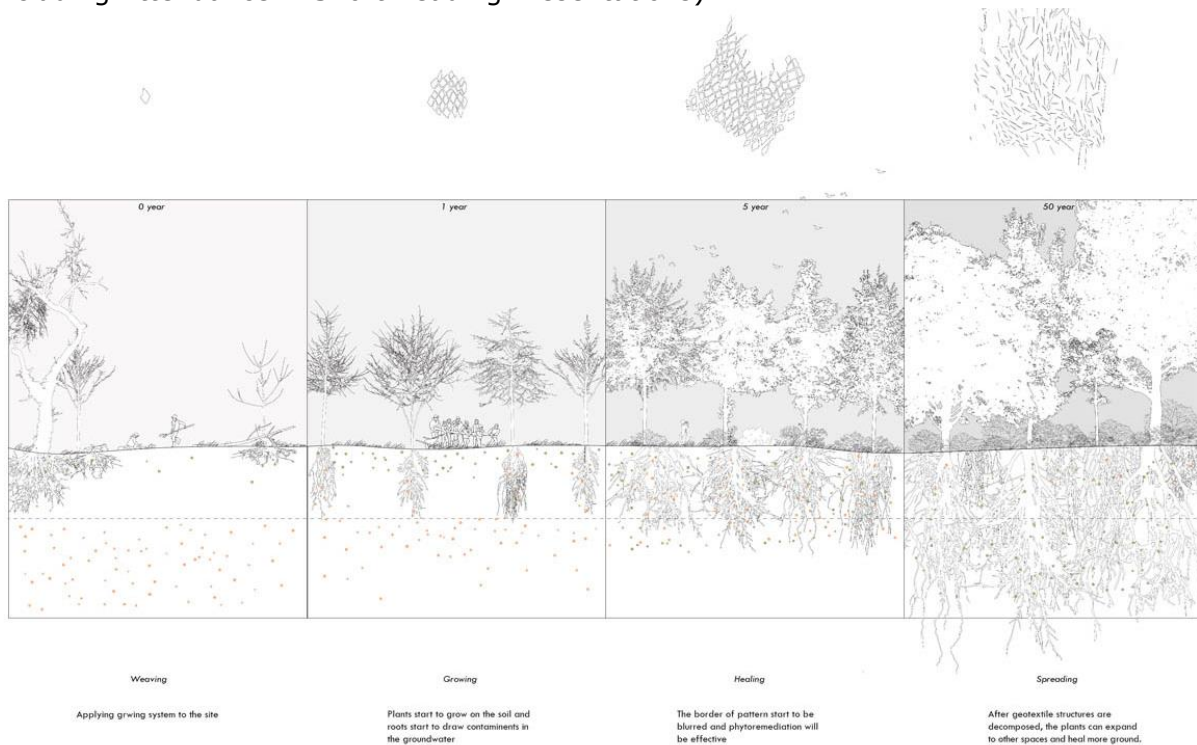 0 year
1 year
5 year
50 year
Weaving
Growing
Healing
Spreading
Applying grwing system to the site
Plants start to grow on the soil and
roots start to draw contaminents in
the groundwater
The border of pattern start to be
blurred and phytoremediation will
be effective
After geotextile structures are
decomposed, the plants can expand
to other spaces and heal more ground.